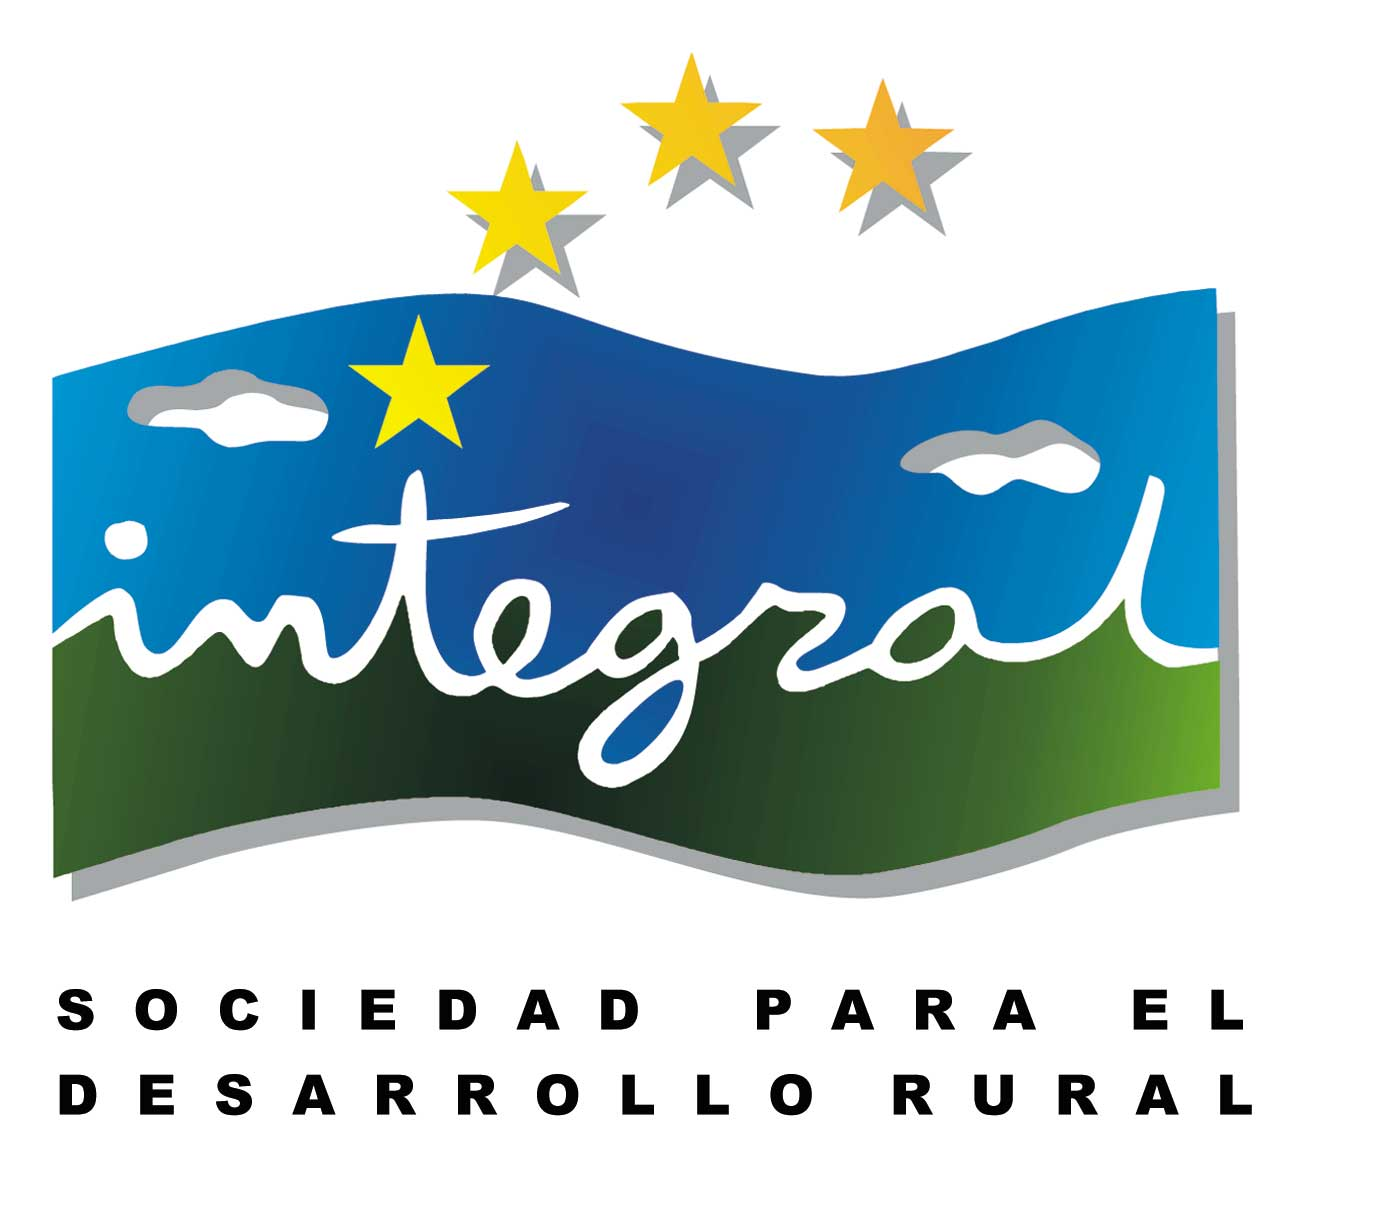 integral
SOCIEDAD PARA EL
DESARROLLO RURAL